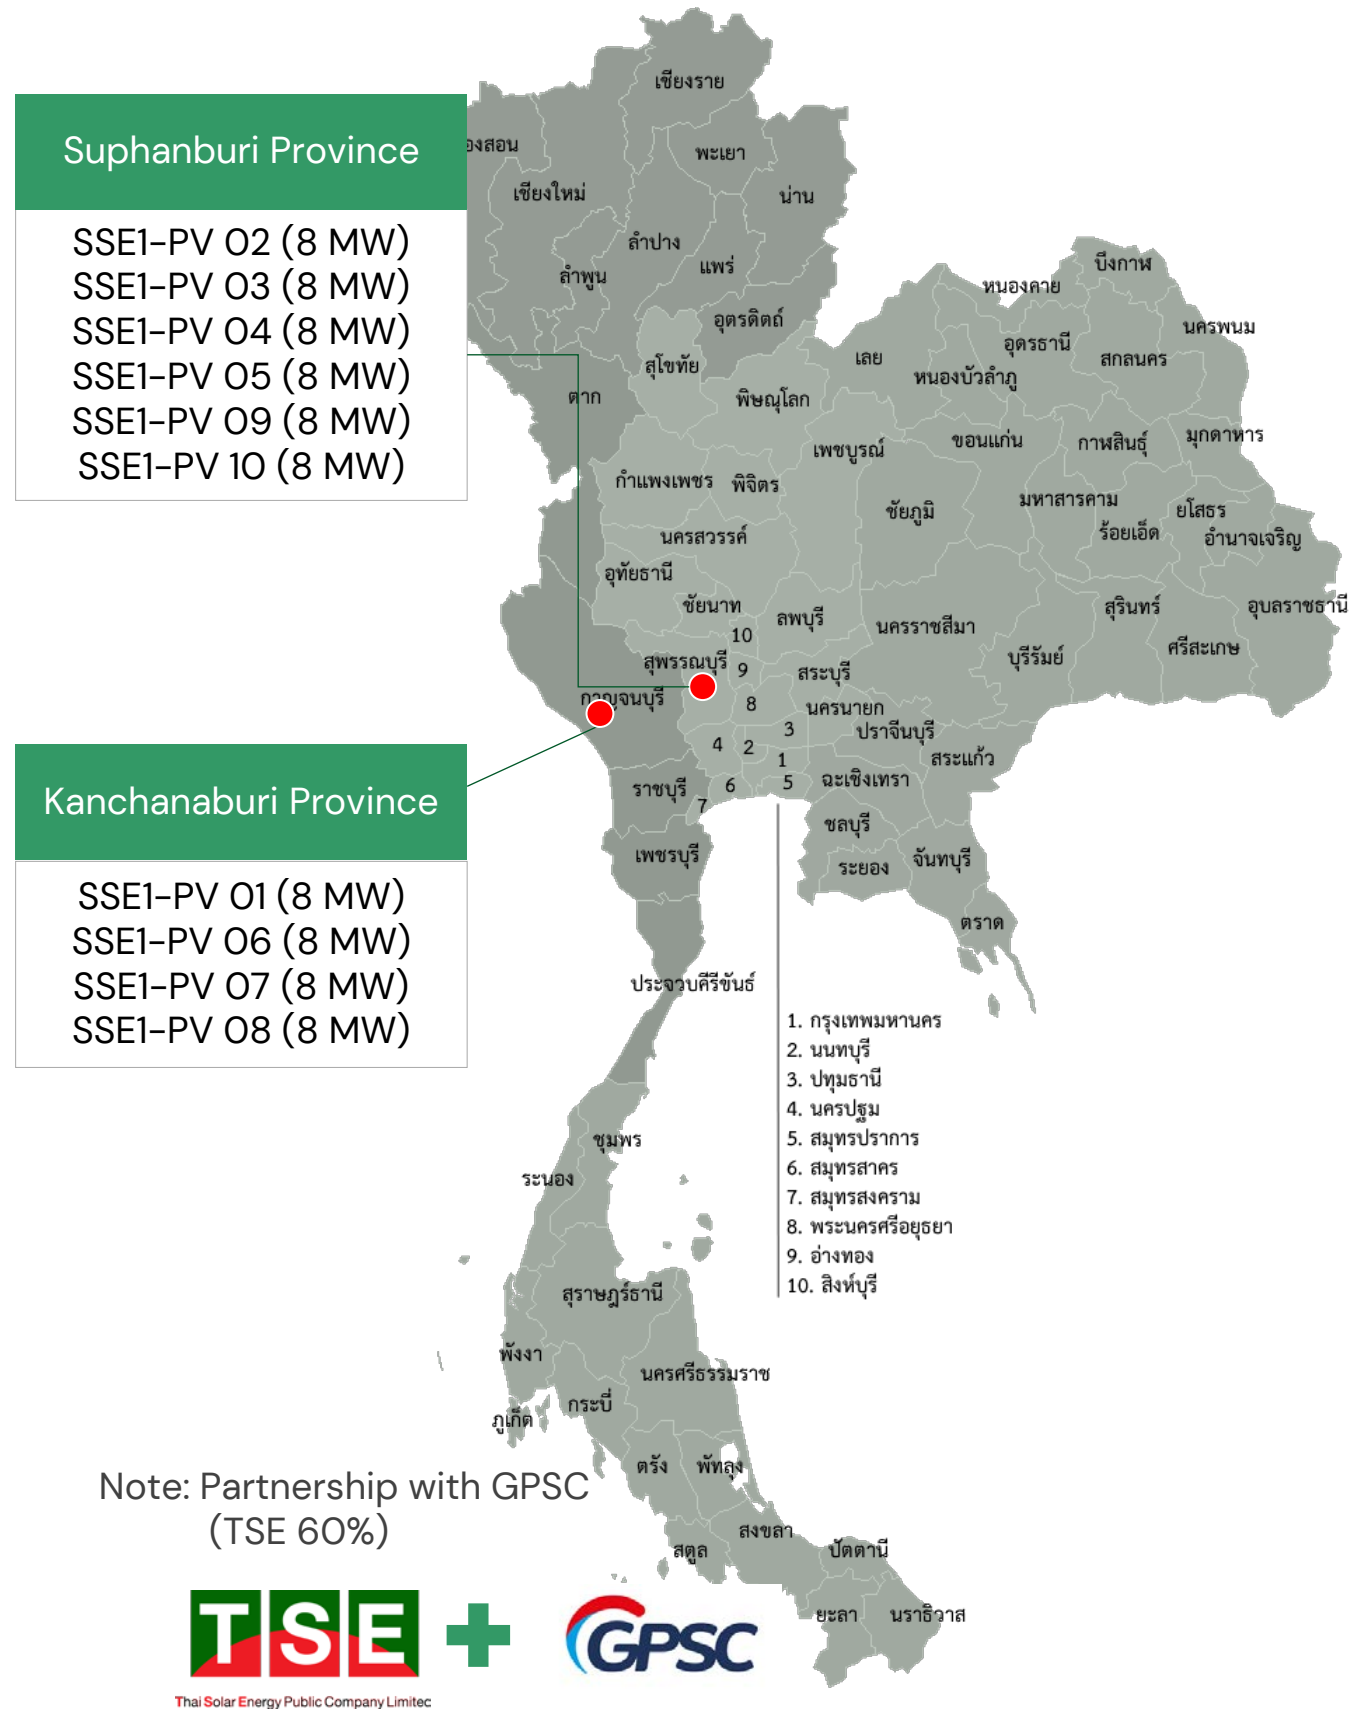 Suphanburi Province
SSE1-PV 02 (8 MW)
SSE1-PV 03 (8 MW)
SSE1-PV 04 (8 MW)
SSE1-PV 05 (8 MW)
SSE1-PV 09 (8 MW)
SSE1-PV 10 (8 MW)
Kanchanaburi Province
SSE1-PV 01 (8 MW)
SSE1-PV 06 (8 MW)
SSE1-PV 07 (8 MW)
SSE1-PV 08 (8 MW)
เชียงราย
องสอน
พะเยา
เชียงใหม่
น่าน
ลำปาง
แพร่
ลำพูน
บึงกาฬ
หนองคาย
อุตรดิตถ์
นครพนม
อุดรธานี
สุโขทัย
เลย
สกลนคร
หนองบัวลำภู
ตาก
พิษณุโลก
เพชบูรณ์
ขอนแก่น
กาฬสินธุ์
มุกดาหาร
กำแพงเพชร
พิจิตร
ชัยภูมิ
มหาสารคาม
ยโสธร
นครสวรรค์
ร้อยเอ็ด
อำนาจเจริญ
อุทัยธานี
ชัยนาท
ลพบุรี
สุรินทร์
อุบลราชธานี
10
นครราชสีมา
ศรีสะเกษ
สุพรรณบุรี
9
สระบุรี
บุรีรัมย์
กาญจนบุรี
8
นครนายก
3
ปราจีนบุรี
4
2
1
สระแก้ว
ราชบุรี
6
5
ฉะเชิงเทรา
7
ชลบุรี
เพชรบุรี
ระยอง
จันทบุรี
ตราด
ประจวบคีรีขันธ์
1. กรุงเทพมหานคร
2. นนทบุรี
3. ปทุมธานี
4. นครปฐม
5. สมุทรปราการ
6. สมุทรสาคร
7. สมุทรสงคราม
8. พระนครศรีอยุธยา
9. อ่างทอง
10. สิงห์บุรี
ชุมพร
ระนอง
สุราษฎร์ธานี
พังงา
นครศรีธรรมราช
กระบี่
ภูเก็ต
ตรัง
พัทลุง
สงขลา
สตูล
ปัตตานี
ยะลา
นราธิวาส
Note: Partnership with GPSC
(TSE 60%)
TSE
GPSC
Thai Solar Energy Public Company Limitec